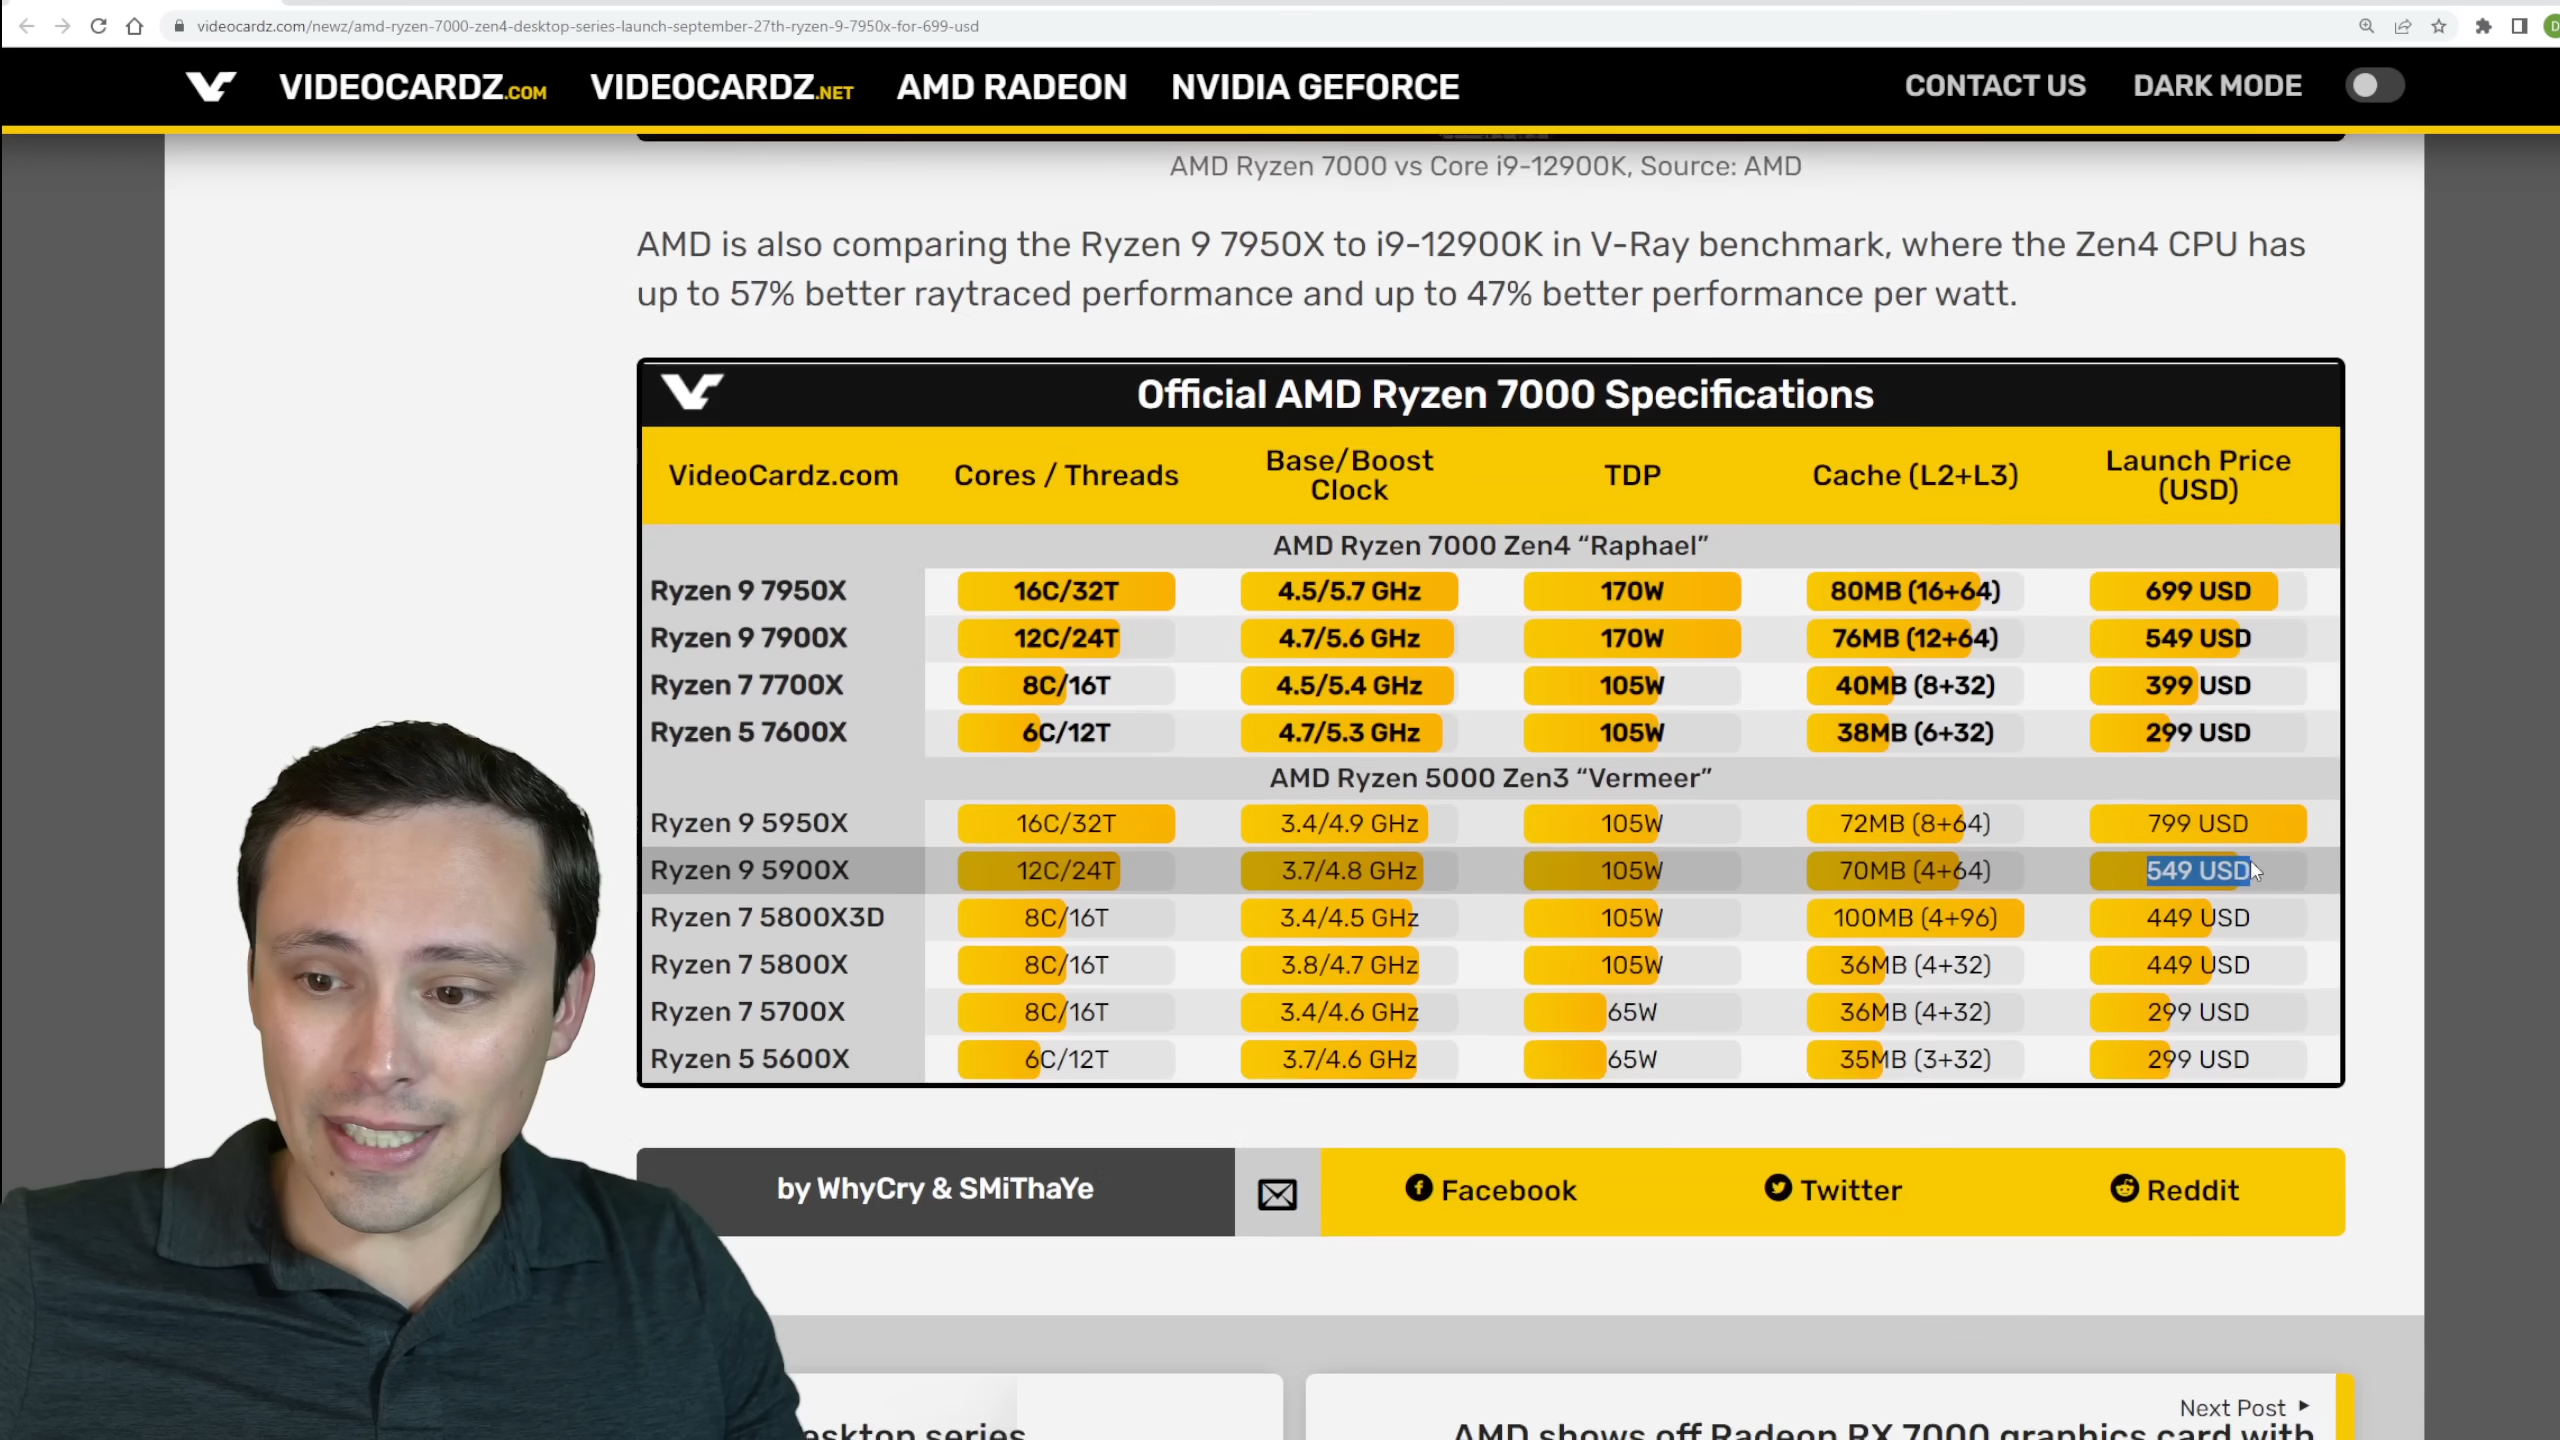 videocardz.com/newz/amd-ryzen-7000-zen4-desktop-series-launch-september-27th-ryzen-9-7950x-for-699-usd
VIDEOCARDZ.COM VIDEOCARDZ.NET AMD RADEON NVIDIA GEFORCE CONTACT US DARK MODE
AMD Ryzen 7000 vs Core i9-12900K, Source: AMD
AMD is also comparing the Ryzen 9 7950X to i9-12900K in V-Ray benchmark, where the Zen4 CPU has
up to 57% better raytraced performance and up to 47% better performance per watt.
Official AMD Ryzen 7000 Specifications
VideoCardz.com Cores / Threads Base/Boost Clock TDP Cache (L2+L3) Launch Price (USD)
AMD Ryzen 7000 Zen4 “Raphael”
Ryzen 9 7950X 16C/32T 4.5/5.7 GHz 170W 80MB (16+64) 699 USD
Ryzen 9 7900X 12C/24T 4.7/5.6 GHz 170W 76MB (12+64) 549 USD
Ryzen 7 7700X 8C/16T 4.5/5.4 GHz 105W 40MB (8+32) 399 USD
Ryzen 5 7600X 6C/12T 4.7/5.3 GHz 105W 38MB (6+32) 299 USD
AMD Ryzen 5000 Zen3 “Vermeer”
Ryzen 9 5950X 16C/32T 3.4/4.9 GHz 105W 72MB (8+64) 799 USD
Ryzen 9 5900X 12C/24T 3.7/4.8 GHz 105W 70MB (4+64) 549 USD
Ryzen 7 5800X3D 8C/16T 3.4/4.5 GHz 105W 100MB (4+96) 449 USD
Ryzen 7 5800X 8C/16T 3.8/4.7 GHz 105W 36MB (4+32) 449 USD
Ryzen 7 5700X 8C/16T 3.4/4.6 GHz 65W 36MB (4+32) 299 USD
Ryzen 5 5600X 6C/12T 3.7/4.6 GHz 65W 35MB (3+32) 299 USD
by WhyCry & SMiThaYe Facebook Twitter Reddit
Next Post
desktop series AMD shows off Radeon RX 7000 graphics card with